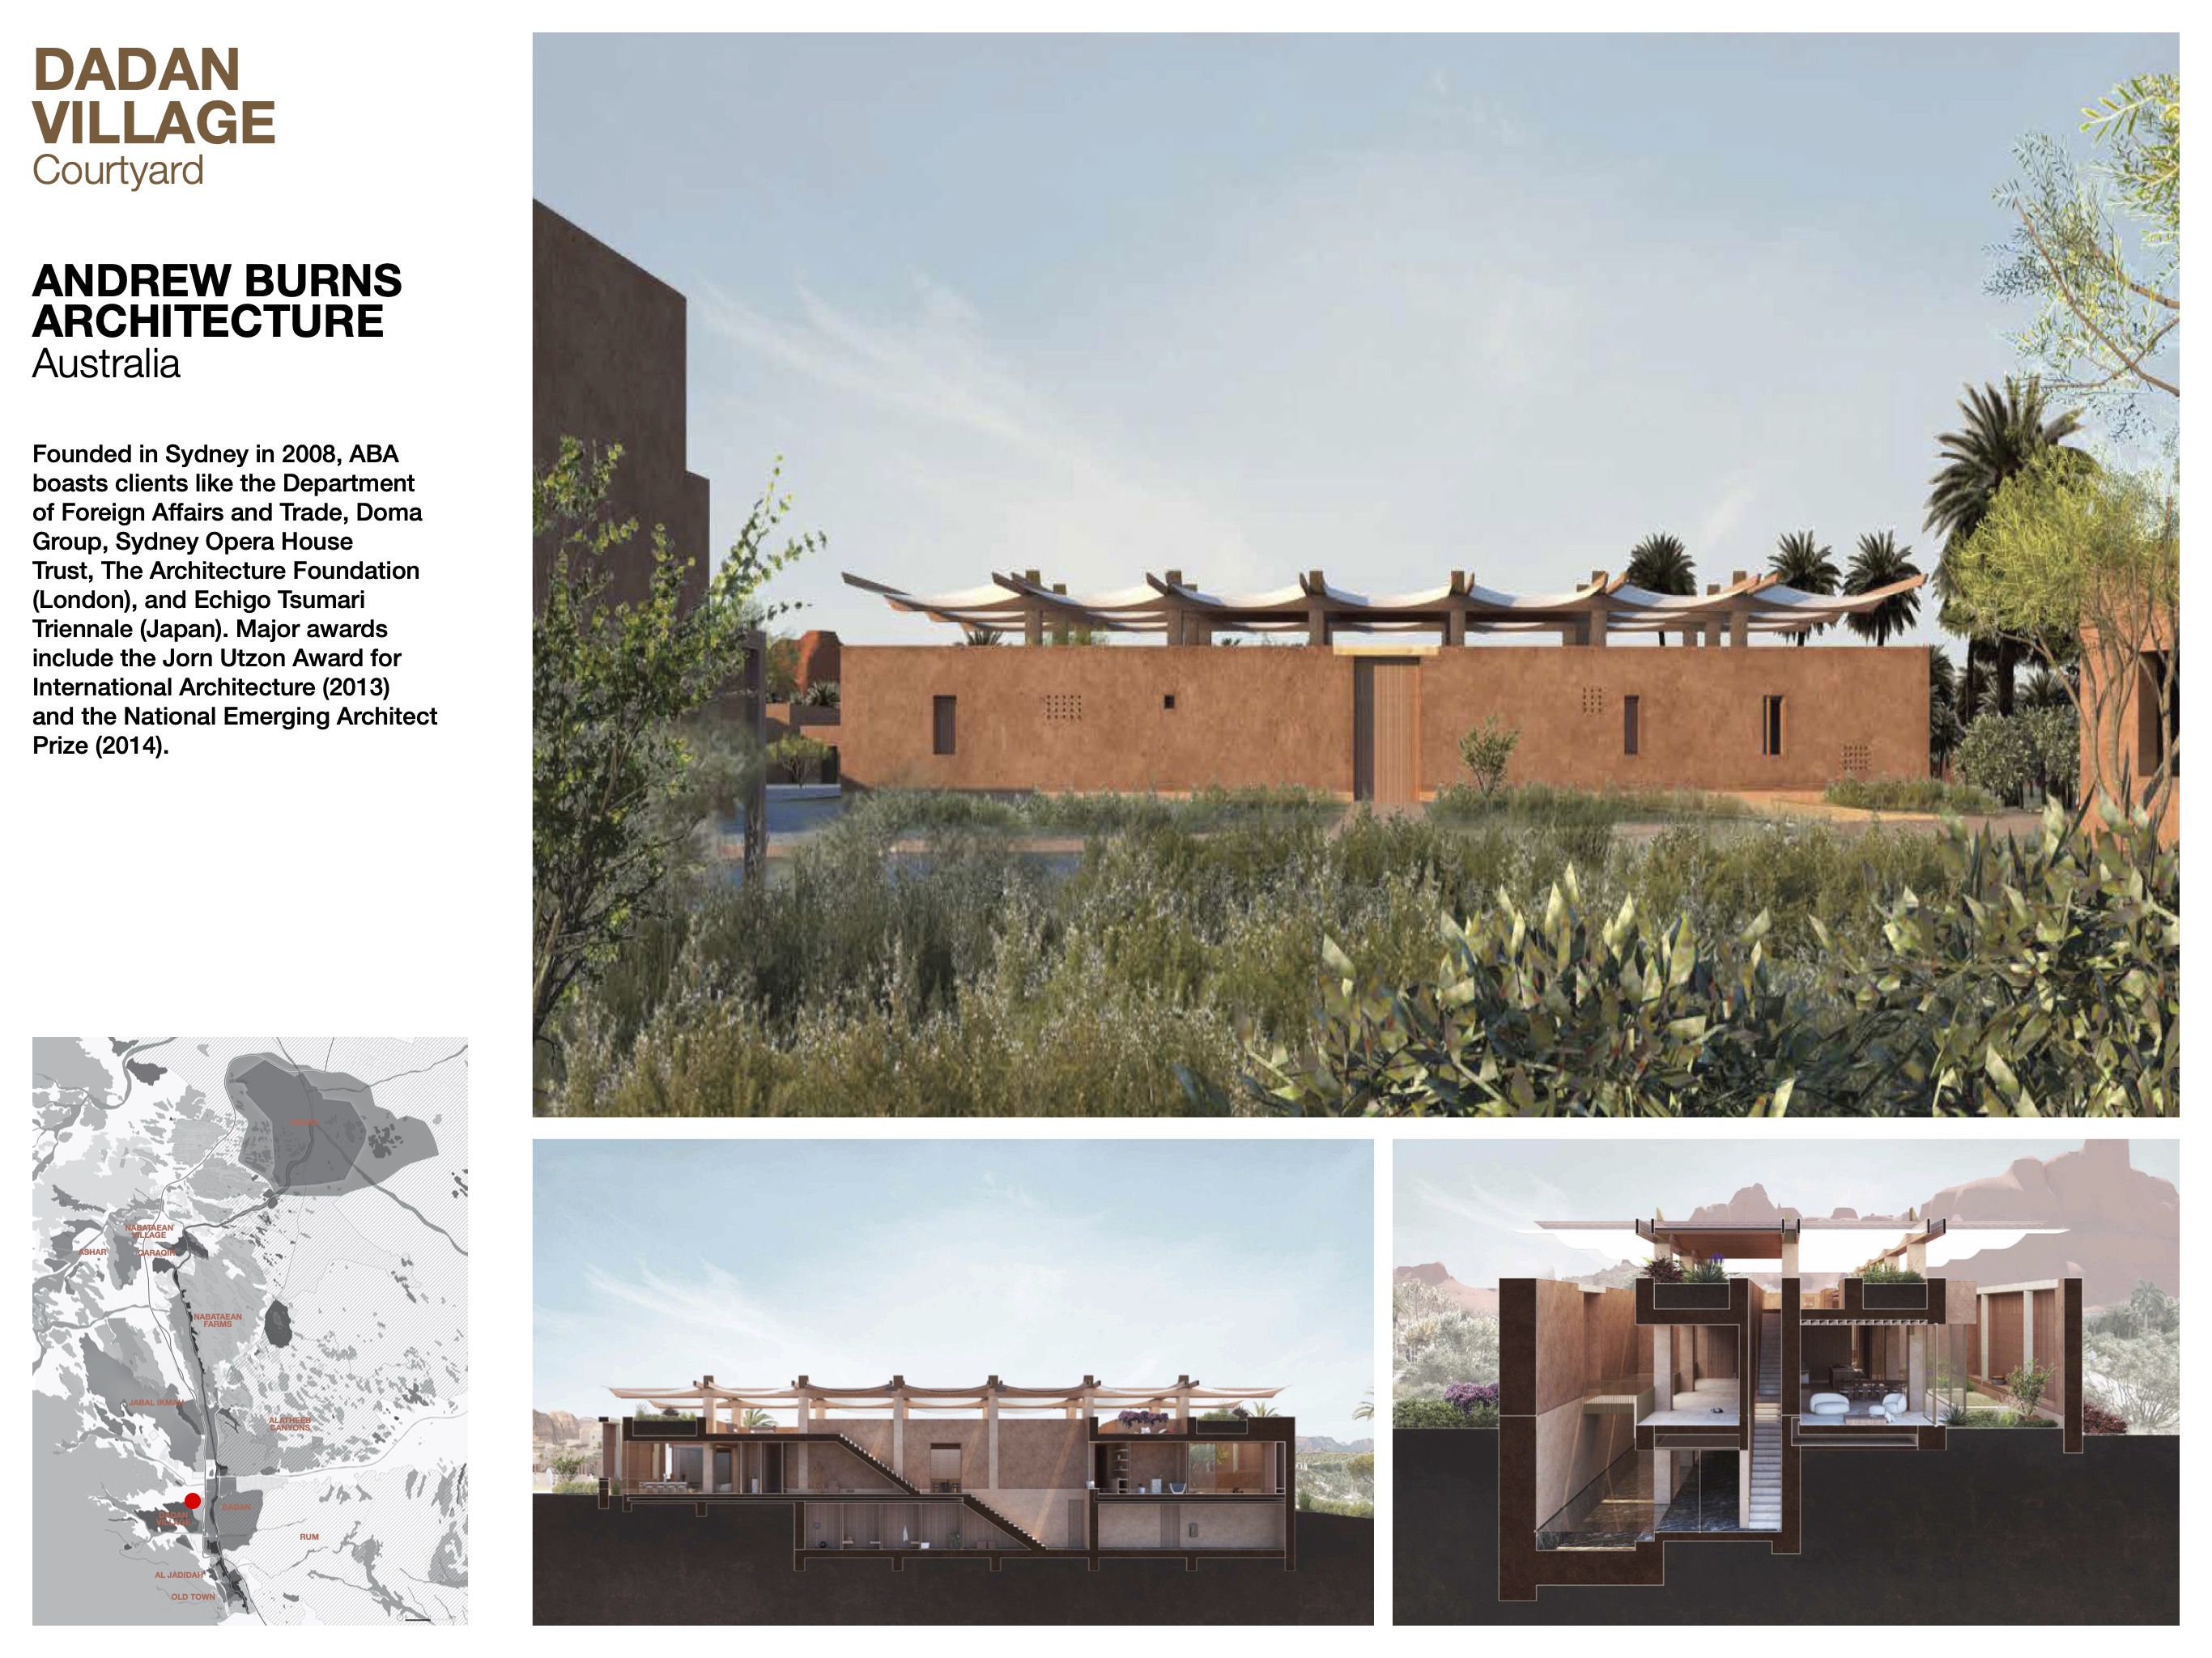 DADAN
VILLAGE
Courtyard
ANDREW BURNS
ARCHITECTURE
Australia
Founded in Sydney in 2008, ABA
boasts clients like the Department
of Foreign Affairs and Trade, Doma
Group, Sydney Opera House
Trust, The Architecture Foundation
(London), and Echigo Tsumari
Triennale (Japan). Major awards
include the Jorn Utzon Award for
International Architecture (2013)
and the National Emerging Architect
Prize (2014).
NABATAEAN
VILLAGE
ASHAR
QARAQIR
NABATAEAN
FARMS
JABAL IKMAH
ALATHEEB
CANYONS
DADAN
DADAN
VILLAGE
RUM
AL JADIDAH
OLD TOWN